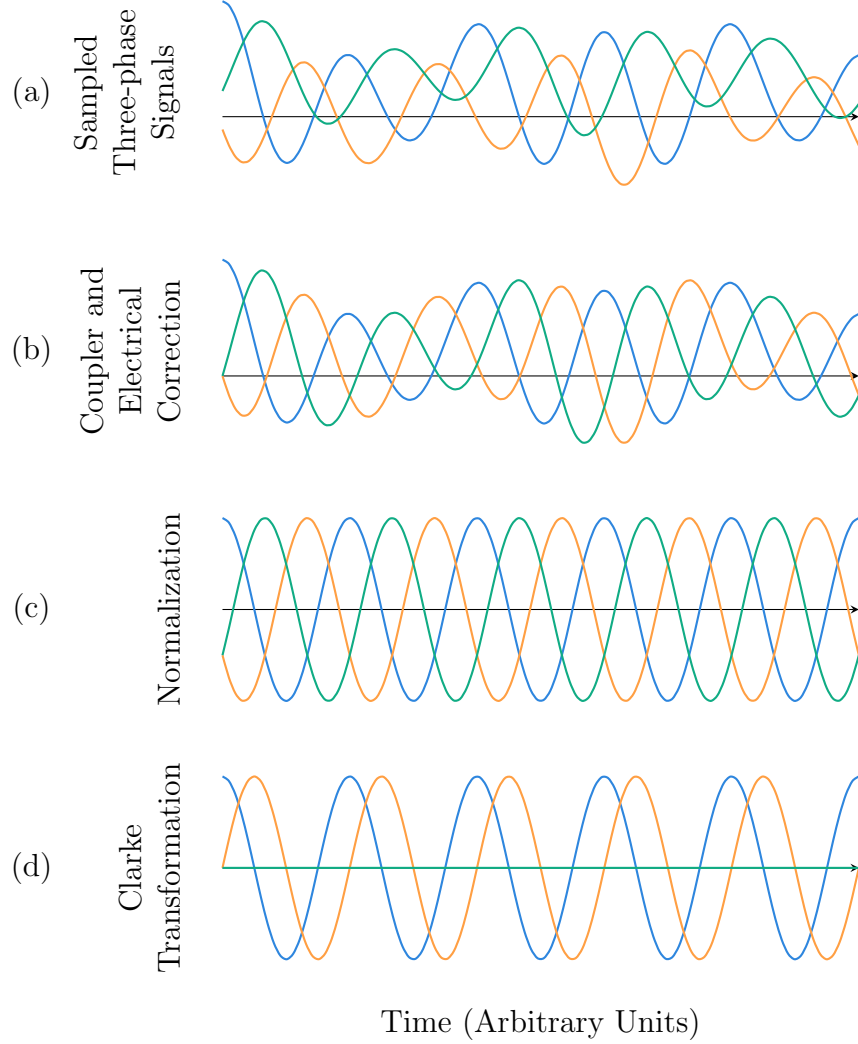 (a)
Sampled
Three-phase
Signals
(b)
Coupler and
Electrical
Correction
(c)
Normalization
(d)
Clarke
Transformation
Time (Arbitrary Units)